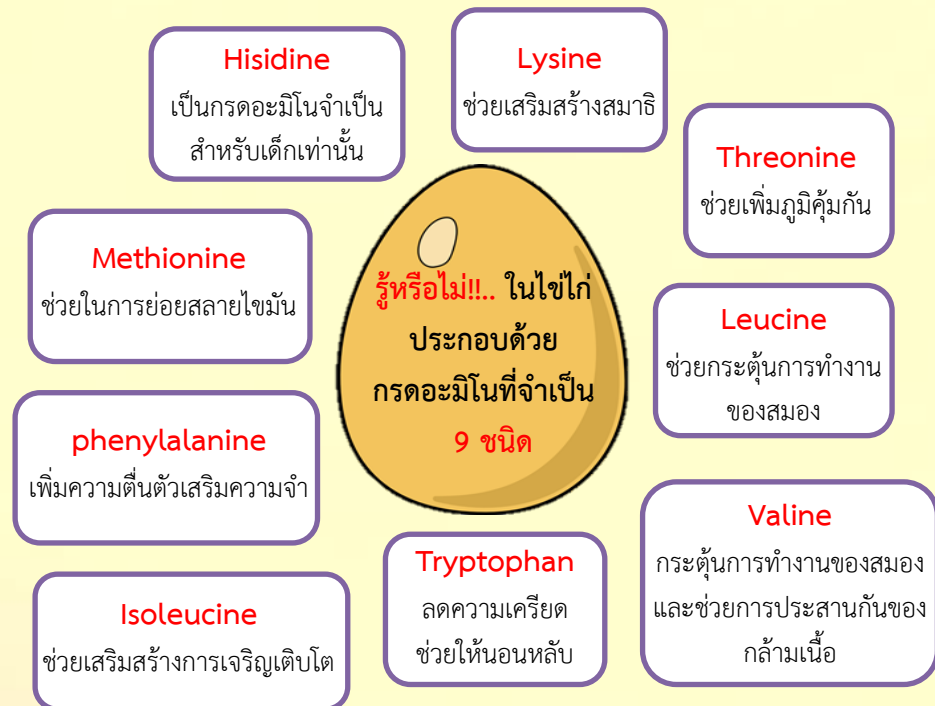 Hisidine
เป็นกรดอะมิโนจำเป็น
สำหรับเด็กเท่านั้น
Lysine
ช่วยเสริมสร้างสมาธิ
Threonine
ช่วยเพิ่มภูมิคุ้มกัน
Methionine
ช่วยในการย่อยสลายไขมัน
รู้หรือไม่!!.. ในไข่ไก่
ประกอบด้วย
กรดอะมิโนที่จำเป็น
9 ชนิด
Leucine
ช่วยกระตุ้นการทำงาน
ของสมอง
phenylalanine
เพิ่มความตื่นตัวเสริมความจำ
Valine
กระตุ้นการทำงานของสมอง
และช่วยการประสานกันของ
กล้ามเนื้อ
Tryptophan
ลดความเครียด
ช่วยให้นอนหลับ
Isoleucine
ช่วยเสริมสร้างการเจริญเติบโต